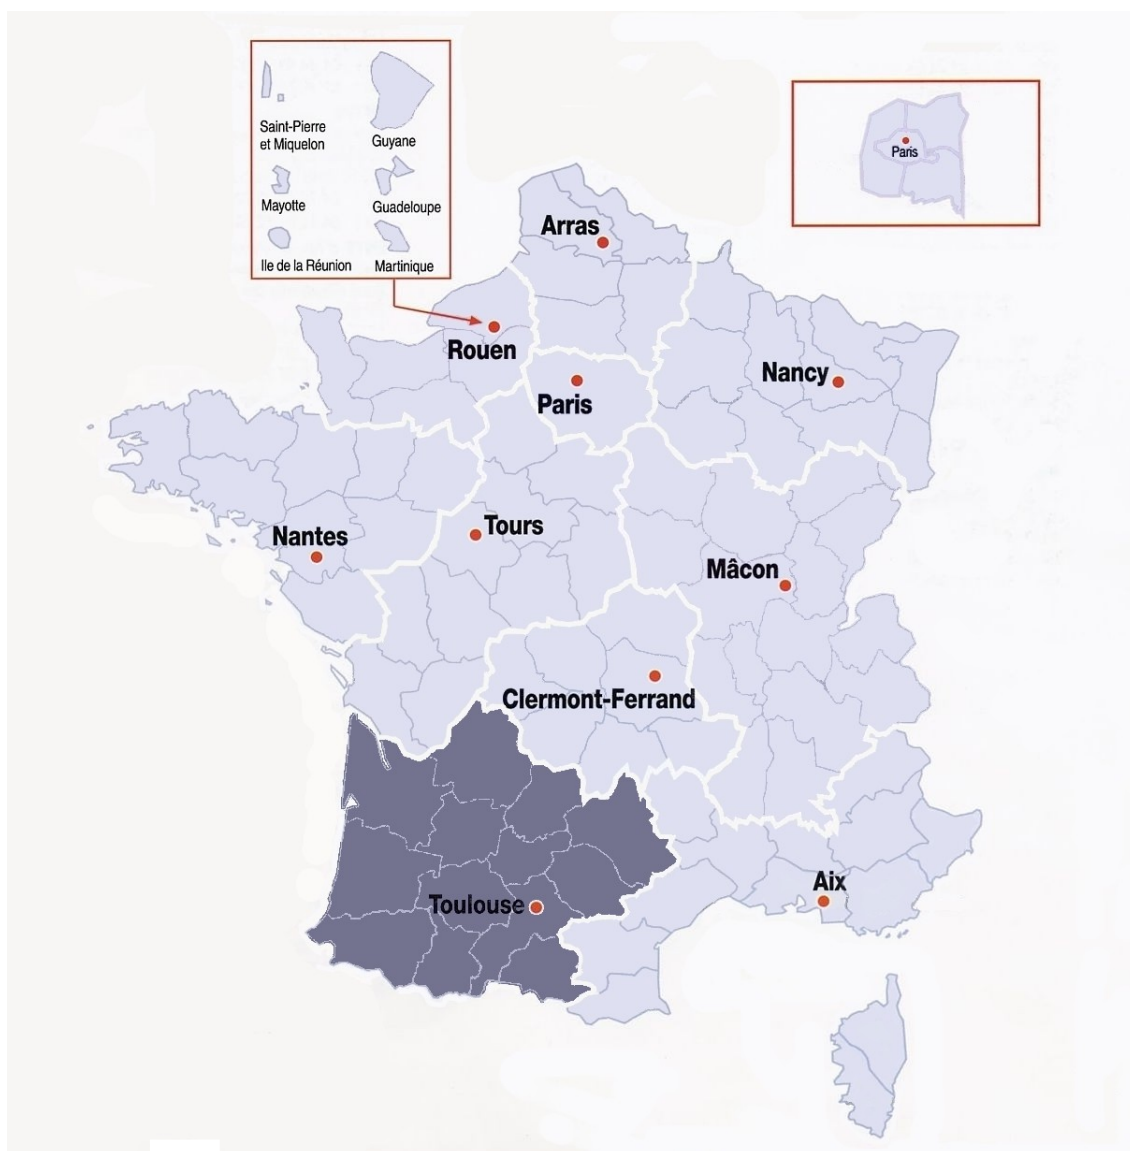 Saint-Pierre
et Miquelon
Guyane
Mayotte
Guadeloupe
Ile de la Réunion
Martinique
Paris
Arras
Rouen
Nancy
Paris
Tours
Nantes
Mâcon
Clermont-Ferrand
Aix
Toulouse